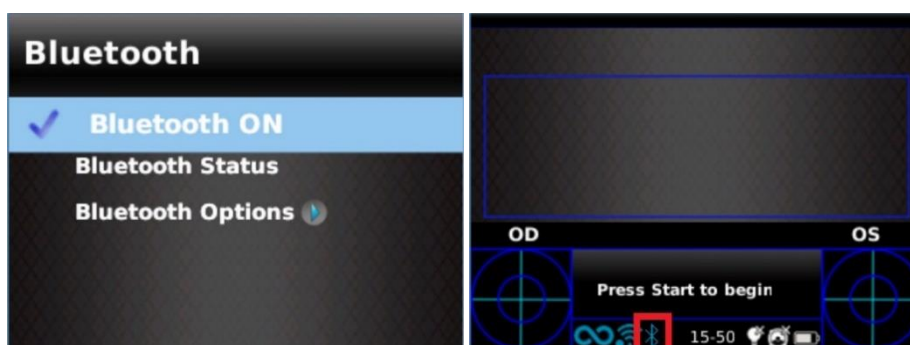 Bluetooth
Bluetooth ON
Bluetooth Status
Bluetooth Options
OD OS
Press Start to begin
15-50